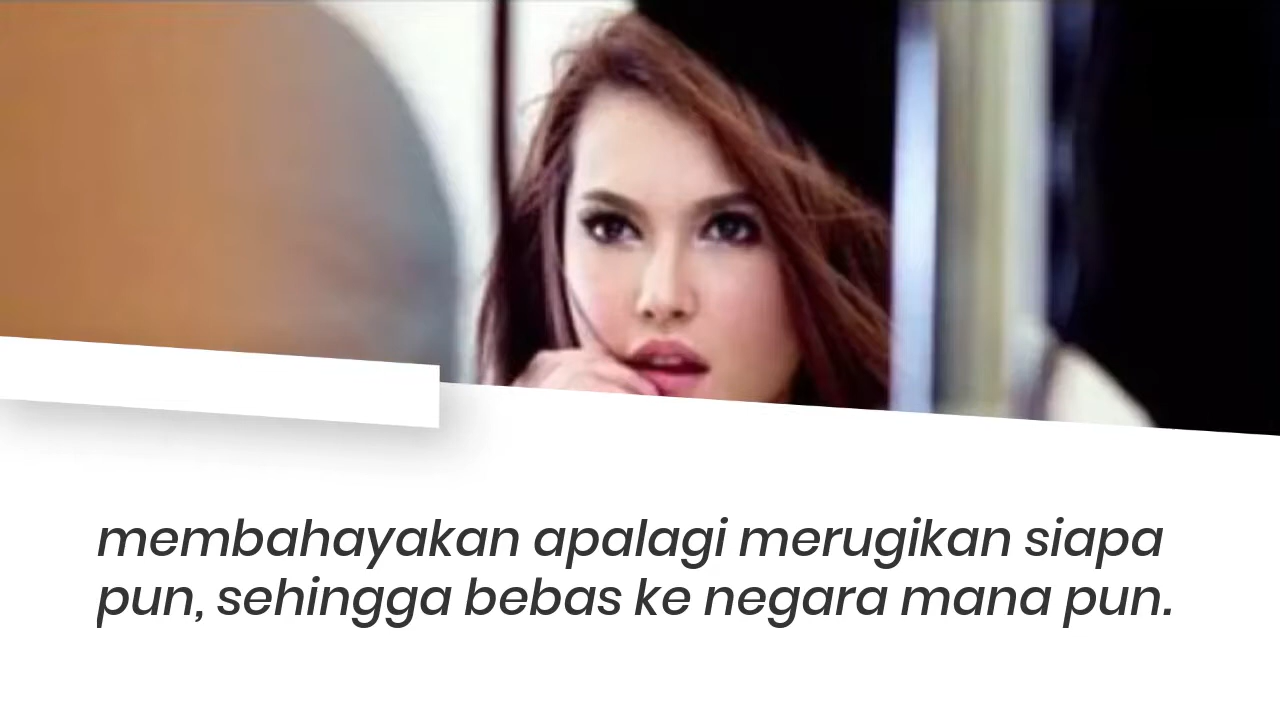 membahayakan apalagi merugikan siapa
pun, sehingga bebas ke negara mana pun.